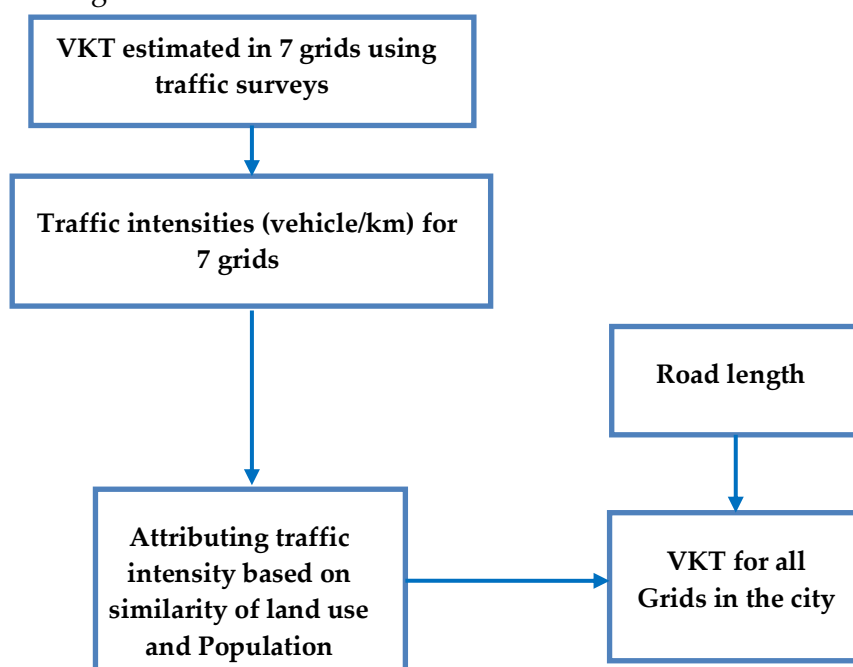 VKT estimated in 7 grids using
traffic surveys
Traffic intensities (vehicle/km) for
7 grids
Road length
Attributing traffic
intensity based on
similarity of land use
and Population
VKT for all
Grids in the city